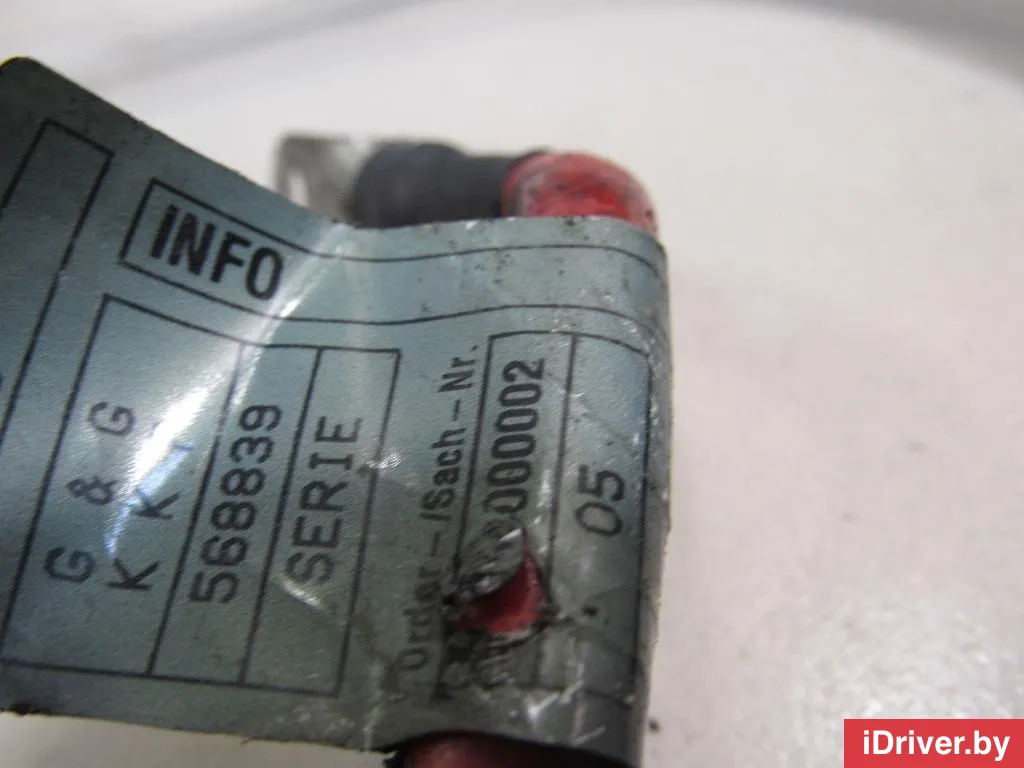 INFO
G & G
568839
SERIE
Order-/Sach-Nr.
000002
05
iDriver.by